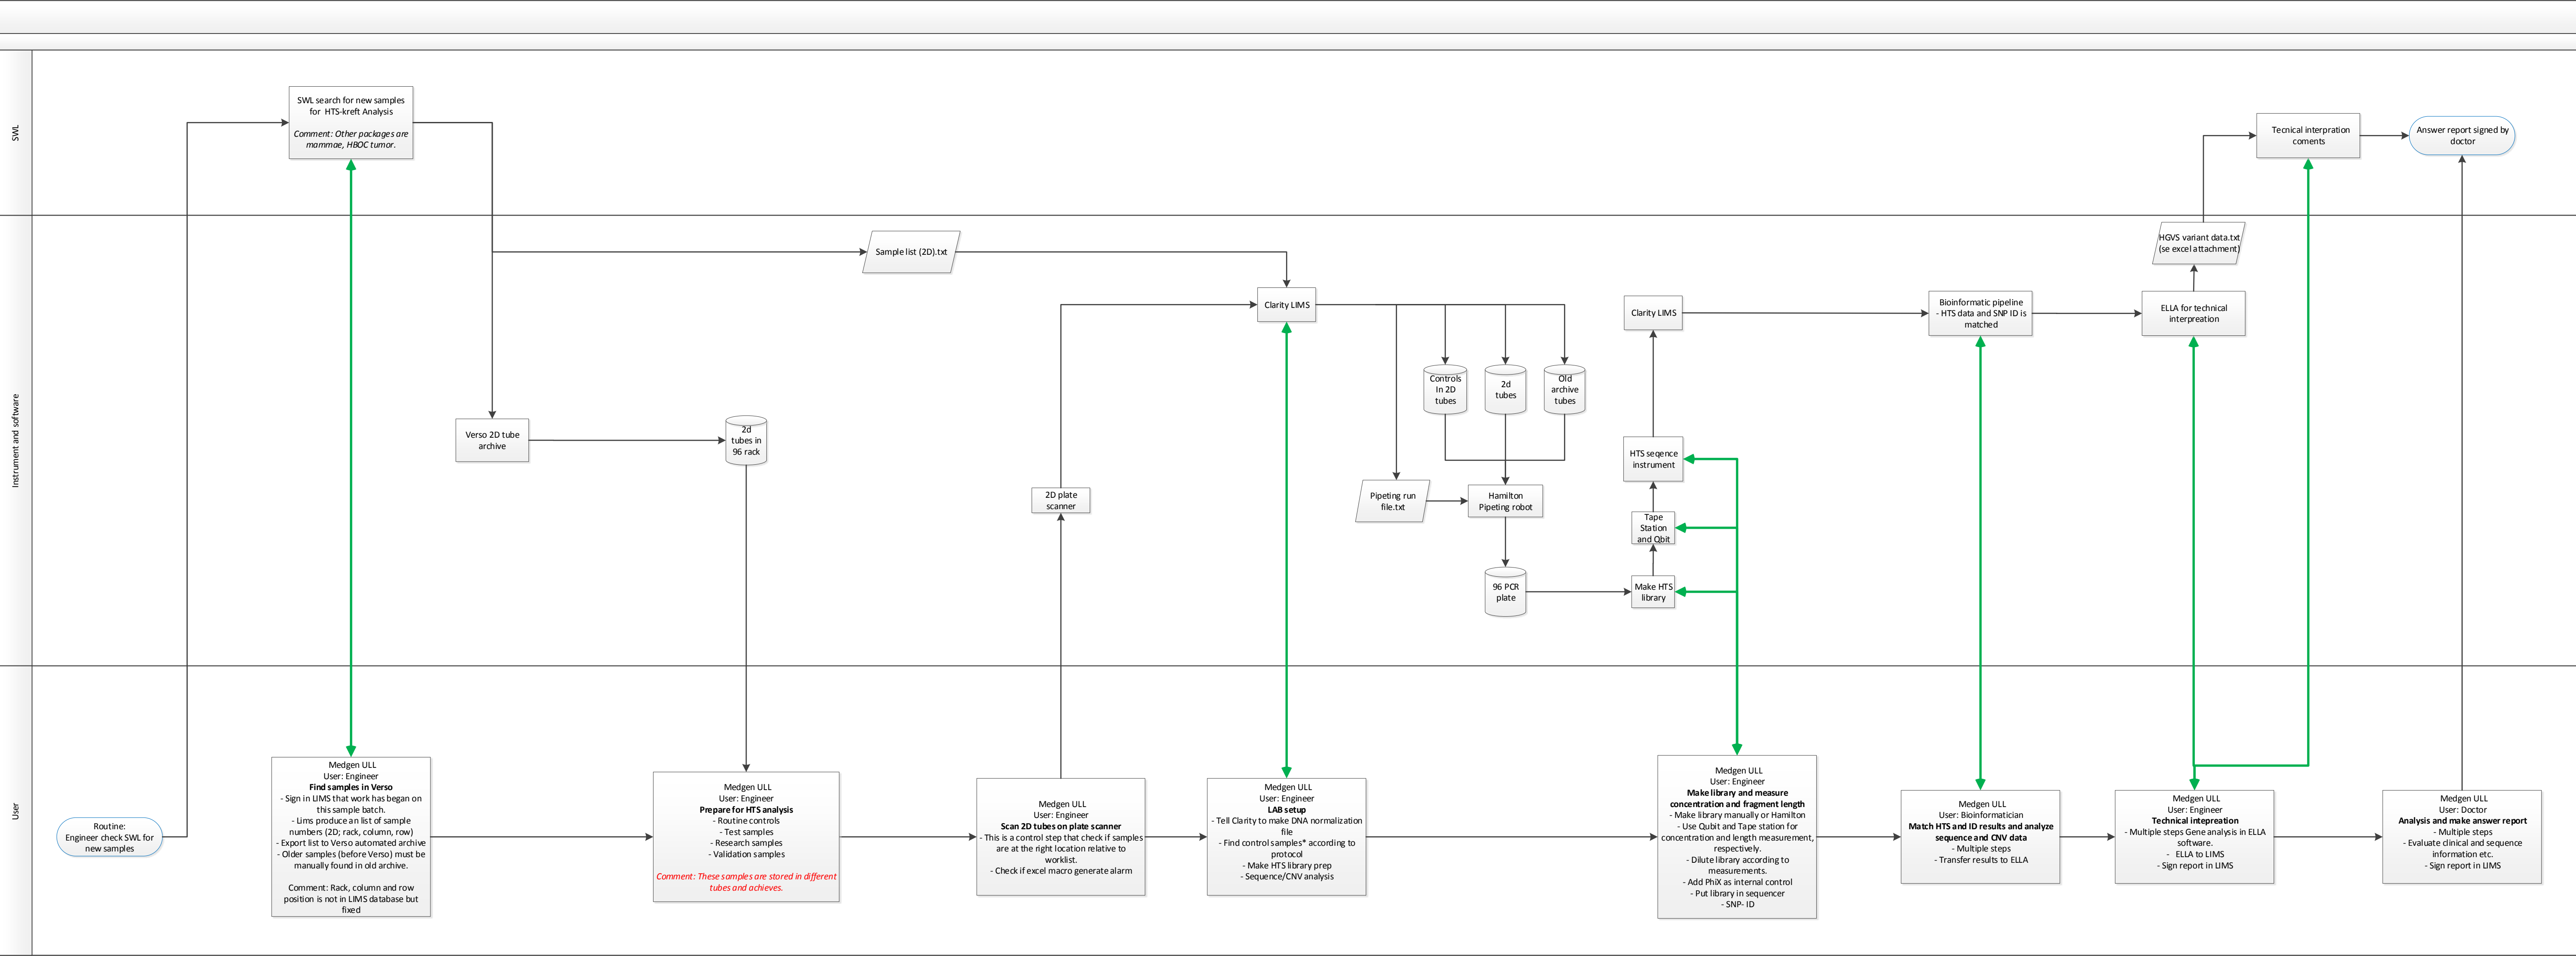 SWL
SWL search for new samples
for  HTS-kreft Analysis
Comment: Other packages are
mammae, HBOC tumor.
Tecnical interpration
coments
Answer report signed by
doctor
Instrument and software
Sample list (2D).txt
HGVS variant data.txt
(se excel attachment)
Clarity LIMS
Clarity LIMS
Bioinformatic pipeline
- HTS data and SNP ID is
matched
ELLA for technical
interpreation
Controls
In 2D
tubes
2d
tubes
Old
archive
tubes
Verso 2D tube
archive
2d
tubes in
96 rack
HTS seqence
instrument
2D plate
scanner
Pipeting run
file.txt
Hamilton
Pipeting robot
Tape
Station
and Qbit
96 PCR
plate
Make HTS
library
User
Routine:
Engineer check SWL for
new samples
Medgen ULL
User: Engineer
Find samples in Verso
- Sign in LIMS that work has began on
this sample batch.
- Lims produce an list of sample
numbers (2D; rack, column, row)
- Export list to Verso automated archive
- Older samples (before Verso) must be
manually found in old archive.
Comment: Rack, column and row
position is not in LIMS database but
fixed
Medgen ULL
User: Engineer
Prepare for HTS analysis
- Routine controls
- Test samples
- Research samples
- Validation samples
Comment: These samples are stored in different
tubes and achieves.
Medgen ULL
User: Engineer
Scan 2D tubes on plate scanner
- This is a control step that check if samples
are at the right location relative to
worklist.
- Check if excel macro generate alarm
Medgen ULL
User: Engineer
LAB setup
- Tell Clarity to make DNA normalization
file
- Find control samples* according to
protocol
- Make HTS library prep
- Sequence/CNV analysis
Medgen ULL
User: Engineer
Make library and measure
concentration and fragment length
- Make library manually or Hamilton
- Use Qubit and Tape station for
concentration and length measurement,
respectively.
- Dilute library according to
measurements.
- Add PhiX as internal control
- Put library in sequencer
- SNP- ID
Medgen ULL
User: Bioinformatician
Match HTS and ID results and analyze
sequence and CNV data
- Multiple steps
- Transfer results to ELLA
Medgen ULL
User: Engineer
Technical intepreation
- Multiple steps Gene analysis in ELLA
software.
-   ELLA to LIMS
- Sign report in LIMS
Medgen ULL
User: Doctor
Analysis and make answer report
- Multiple steps
- Evaluate clinical and sequence
information etc.
- Sign report in LIMS